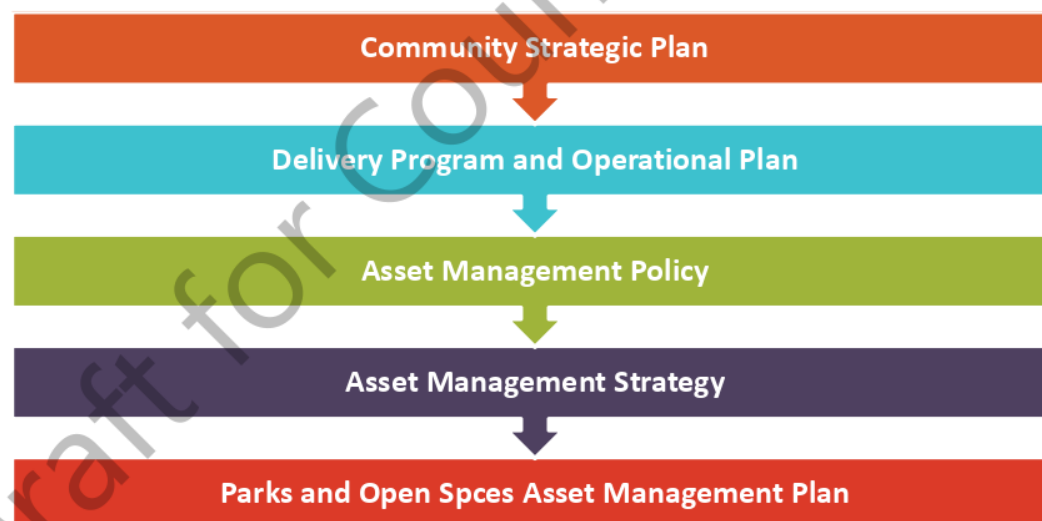 Community Strategic Plan
Delivery Program and Operational Plan
Asset Management Policy
Asset Management Strategy
Parks and Open Spces Asset Management Plan
for